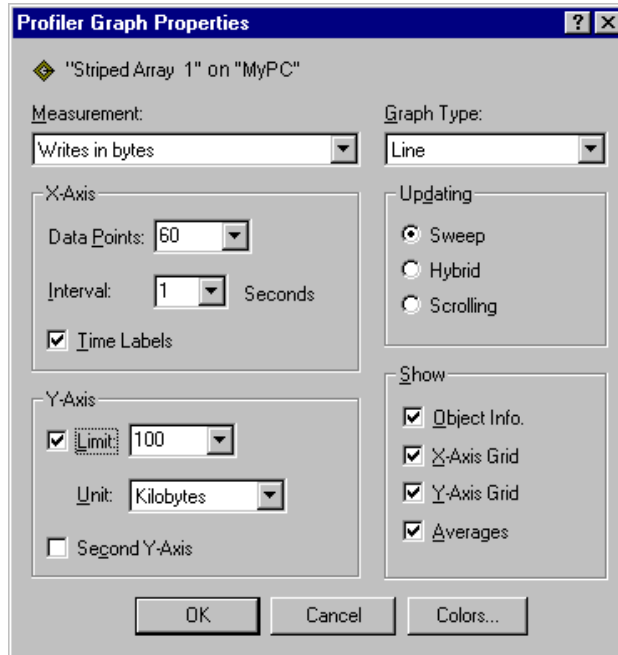 Profiler Graph Properties
"Striped Array 1" on "MyPC"
Measurement:
Writes in bytes
Graph Type:
Line
X-Axis
Data Points: 60
Interval: 1 Seconds
Time Labels
Updating
Sweep
Hybrid
Scrolling
Y-Axis
Limit: 100
Unit: Kilobytes
Second Y-Axis
Show
Object Info.
X-Axis Grid
Y-Axis Grid
Averages
OK Cancel Colors...